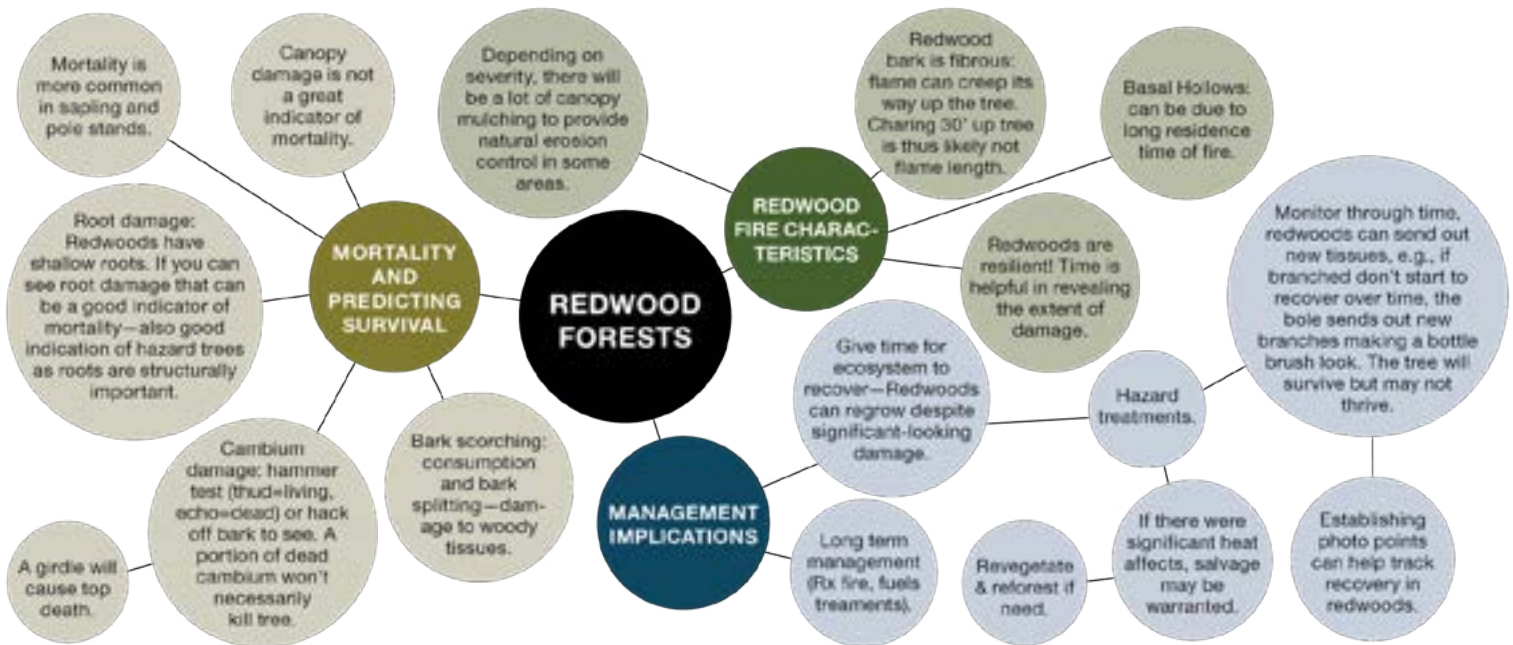 Mortality is
more common
in sapling and
pole stands.
Canopy
damage is not
a great
indicator of
mortality.
Depending on
severity, there will
be a lot of canopy
mulching to provide
natural erosion
control in some
areas.
Redwood
bark is fibrous:
flame can creep its
way up the tree.
Charing 30' up tree
is thus likely not
flame length.
Basal Hollows:
can be due to
long residence
time of fire.
Root damage:
Redwoods have
shallow roots. If you can
see root damage that can
be a good indicator of
mortality—also good
indication of hazard trees
as roots are structurally
important.
MORTALITY
AND
PREDICTING
SURVIVAL
REDWOOD
FORESTS
REDWOOD
FIRE CHARAC-
TERISTICS
Redwoods are
resilient! Time is
helpful in revealing
the extent of
damage.
Monitor through time,
redwoods can send out
new tissues, e.g., if
branched don't start to
recover over time, the
bole sends out new
branches making a bottle
brush look. The tree will
survive but may not
thrive.
Give time for
ecosystem to
recover—Redwoods
can regrow despite
significant-looking
damage.
Hazard
treatments.
Cambium
damage: hammer
test (thud=living,
echo=dead) or hack
off bark to see. A
portion of dead
cambium won't
necessarily
kill tree.
Bark scorching:
consumption
and bark
splitting—dam-
age to woody
tissues.
A girdle will
cause top
death.
MANAGEMENT
IMPLICATIONS
Long term
management
(Rx fire, fuels
treaments).
Revegetate
& reforest if
need.
If there were
significant heat
affects, salvage
may be
warranted.
Establishing
photo points
can help track
recovery in
redwoods.